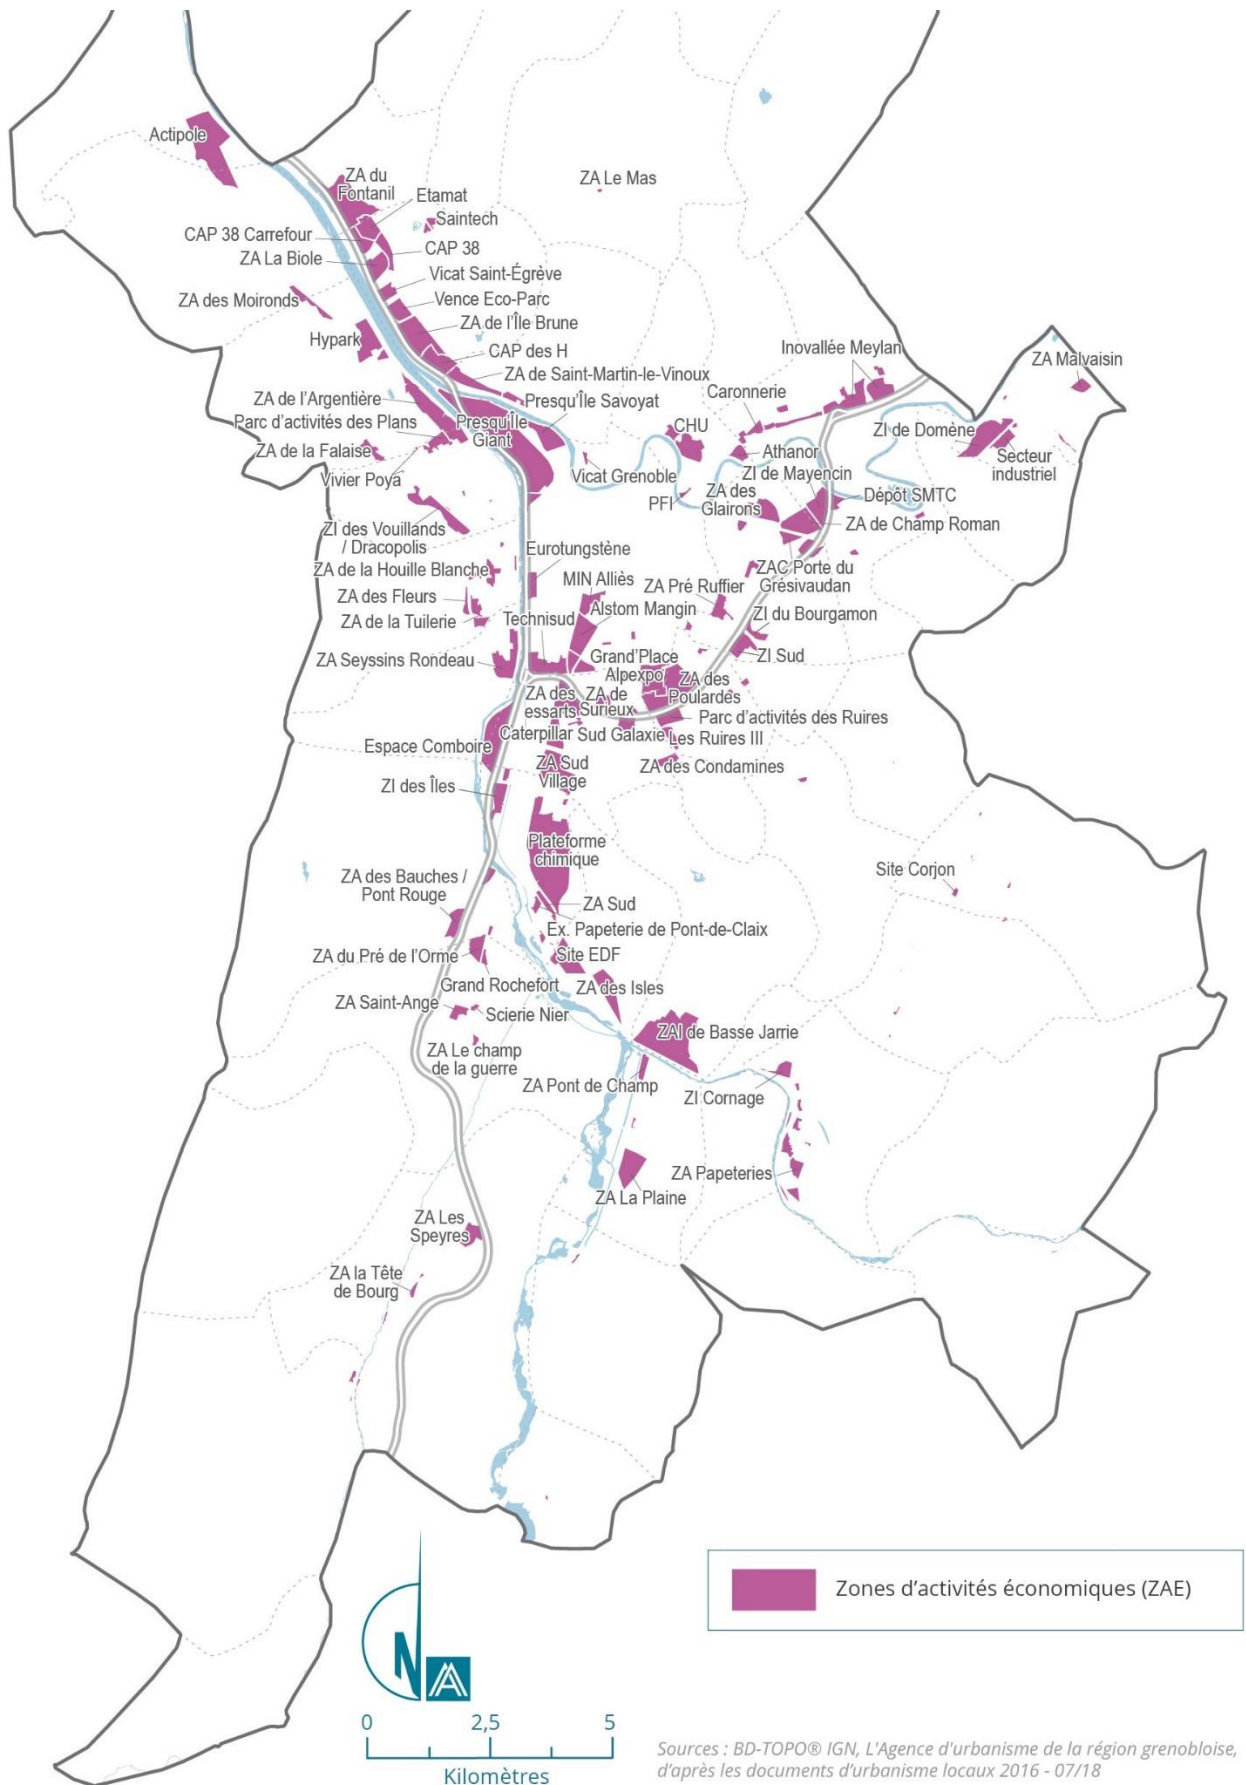 Actipole
ZA du
Fontanil
Etamat
ZA Le Mas
Saintech
CAP 38 Carrefour
CAP 38
ZA La Biole
Vicat Saint-Égrève
ZA des Moironds
Vence Eco-Parc
ZA de l'Île Brune
Hypark
CAP des H
Inovallée Meylan
ZA Malvaisin
ZA de Saint-Martin-le-Vinoux
ZA de l'Argentière
Presqu'Île Savoyat
Caronnerie
Parc d'activités des Plans
Presqu'Île
Giant
CHU
ZI de Domène
ZA de la Falaise
Athanor
Secteur
industriel
Vivier Poya
Vicat Grenoble
ZI de Mayencin
PFI
ZA des
Glairons
Dépôt SMTC
ZI des Vouillands
/ Dracopolis
ZA de Champ Roman
Eurotungstène
ZA de la Houille Blanche
ZAC Porte du
Grésivaudan
MIN Alliès
ZA Pré Ruffier
ZA des Fleurs
Alstom Mangin
ZI du Bourgamon
ZA de la Tuilerie
Technisud
ZI Sud
ZA Seyssins Rondeau
Grand'Place
Alpexpo
ZA des
Poulardes
ZA des
essarts
ZA de
Surieux
Parc d'activités des Ruires
Caterpillar
Sud Galaxie
Les Ruires III
Espace Comboire
ZA Sud
Village
ZA des Condamines
ZI des Îles
Plateforme
chimique
Site Corjon
ZA des Bauches /
Pont Rouge
ZA Sud
Ex. Papeterie de Pont-de-Claix
ZA du Pré de l'Orme
Site EDF
Grand Rochefort
ZA des Isles
ZA Saint-Ange
Scierie Nier
ZAI de Basse Jarrie
ZA Le champ
de la guerre
ZA Pont de Champ
ZI Cornage
ZA Papeteries
ZA La Plaine
ZA Les
Speyres
ZA la Tête
de Bourg
Zones d'activités économiques (ZAE)
N
0 2,5 5
Kilomètres
Sources : BD-TOPO® IGN, L'Agence d'urbanisme de la région grenobloise,
d'après les documents d'urbanisme locaux 2016 - 07/18